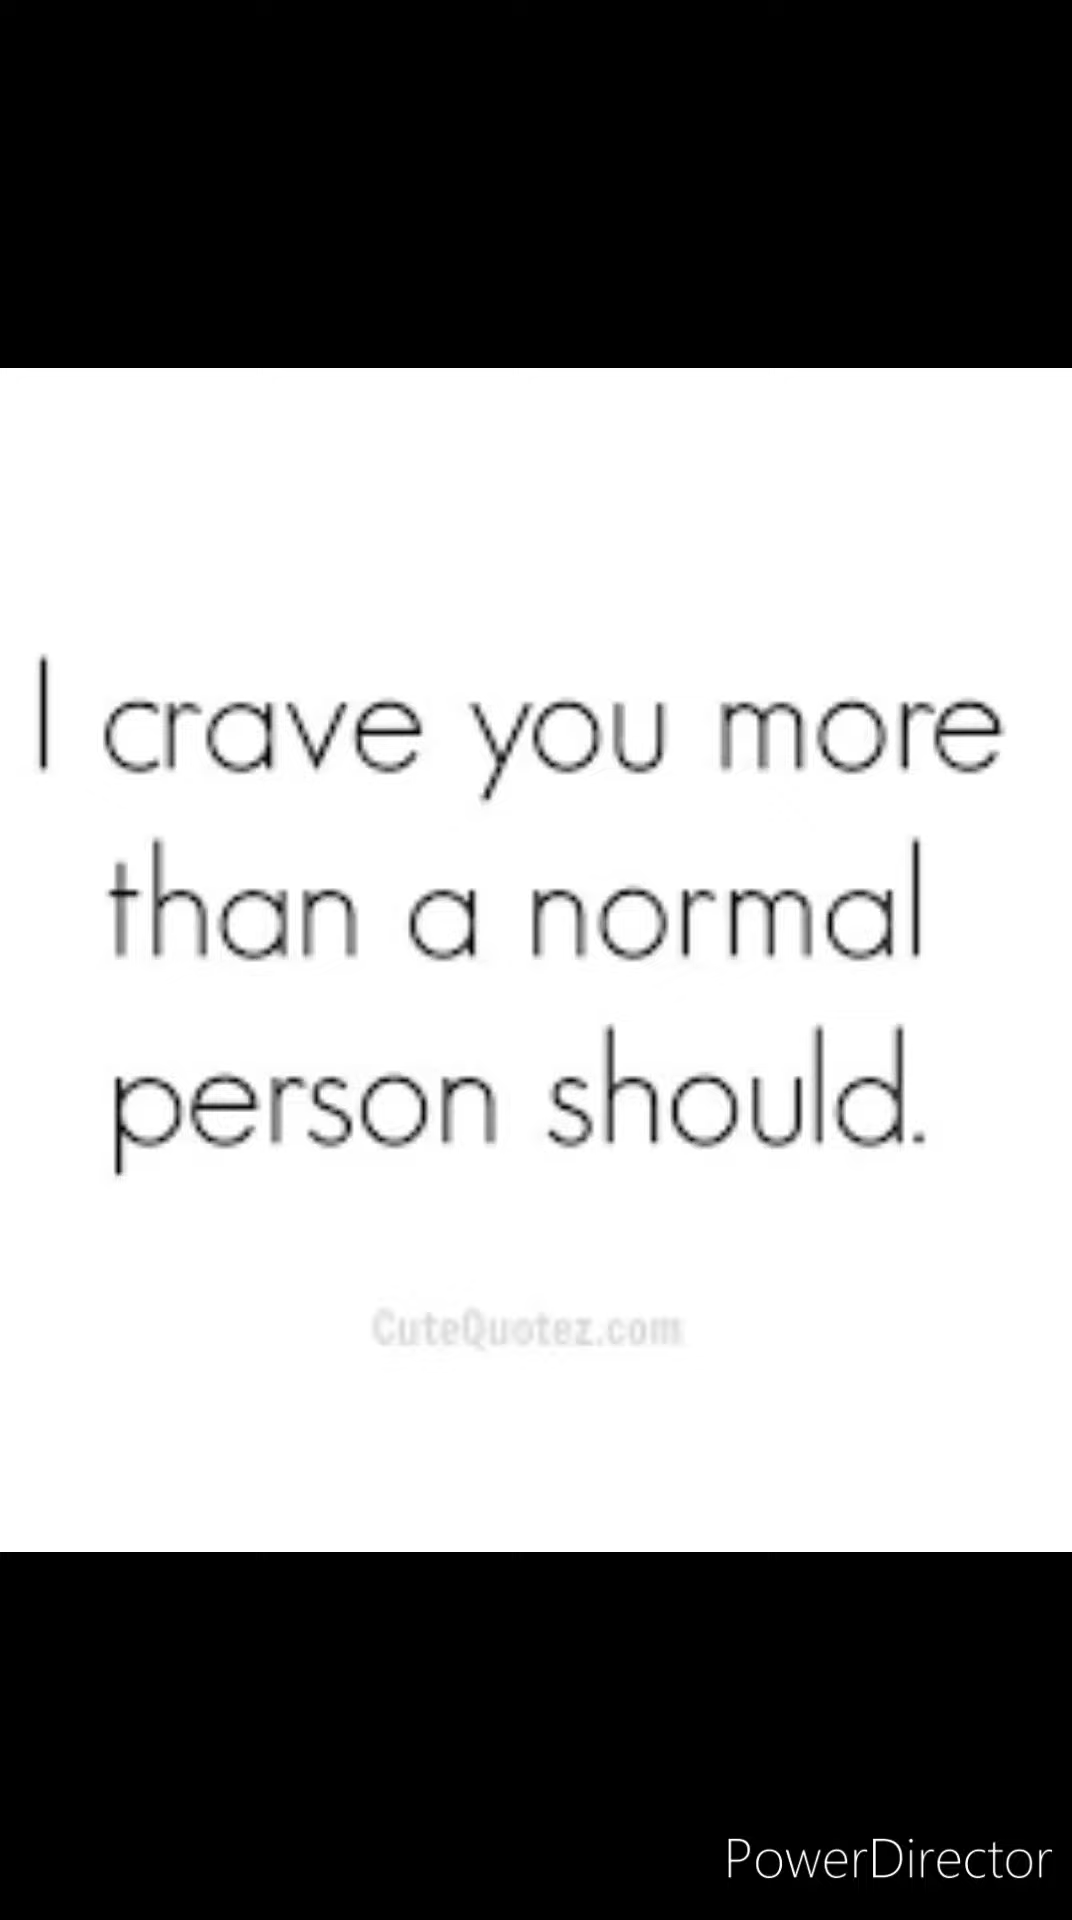 I crave you more
than a normal
person should.
CuteQuotez.com
PowerDirector